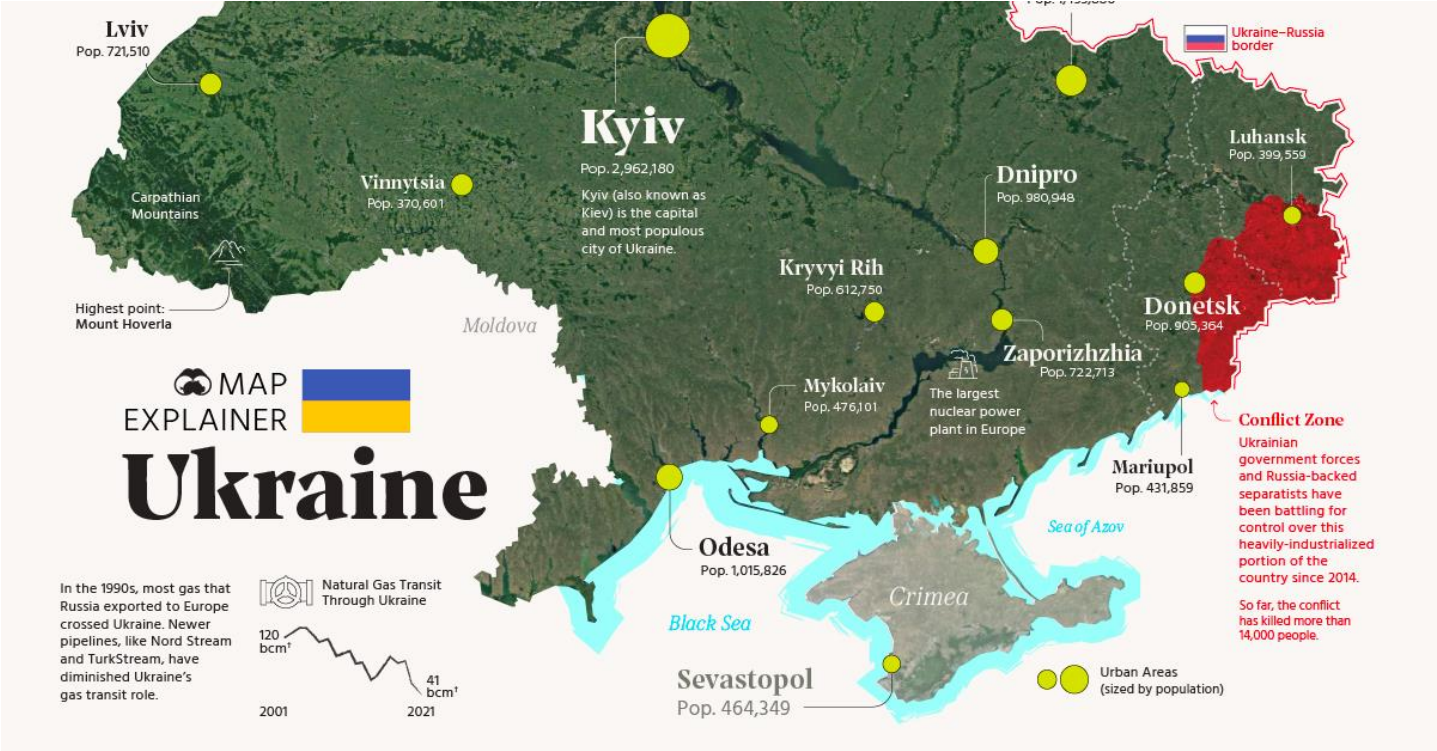 Lviv
Pop. 721,510
Ukraine–Russia
border
Kyiv
Pop. 2,962,180
Kyiv (also known as
Kiev) is the capital
and most populous
city of Ukraine.
Luhansk
Pop. 399,559
Vinnytsia
Pop. 370,601
Dnipro
Pop. 980,948
Carpathian
Mountains
Kryvyi Rih
Pop. 612,750
Donetsk
Pop. 905,364
Highest point:
Mount Hoverla
Moldova
Zaporizhzhia
Pop. 722,713
MAP
EXPLAINER
Ukraine
Mykolaiv
Pop. 476,101
The largest
nuclear power
plant in Europe
Conflict Zone
Ukrainian
government forces
and Russia-backed
separatists have
been battling for
control over this
heavily-industrialized
portion of the
country since 2014.
So far, the conflict
has killed more than
14,000 people.
Mariupol
Pop. 431,859
Sea of Azov
Odesa
Pop. 1,015,826
Crimea
Black Sea
In the 1990s, most gas that
Russia exported to Europe
crossed Ukraine. Newer
pipelines, like Nord Stream
and TurkStream, have
diminished Ukraine's
gas transit role.
Natural Gas Transit
Through Ukraine
120
bcm†
41
bcm†
2001
2021
Sevastopol
Pop. 464,349
Urban Areas
(sized by population)